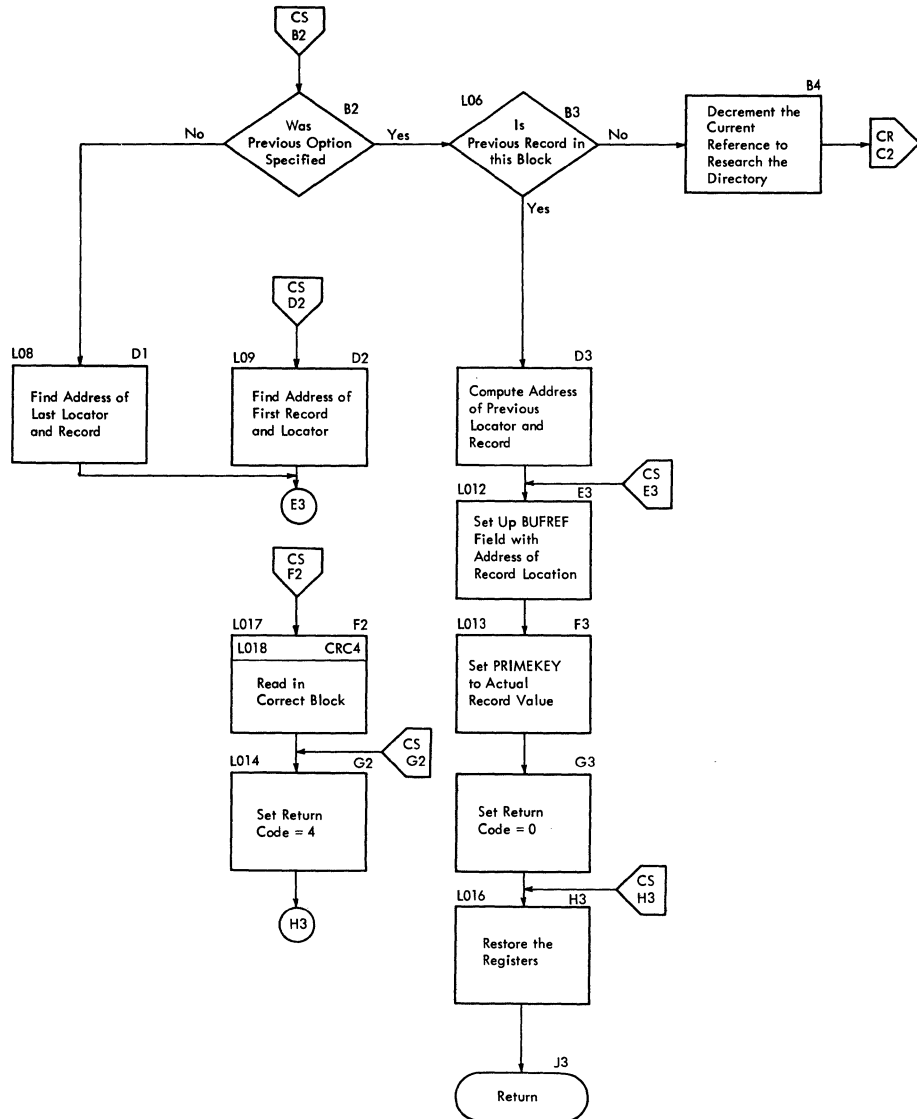 CS
B2
B2
Was
Previous Option
Specified
No
Yes
L06
B3
Is
Previous Record in
this Block
No
Yes
B4
Decrement the
Current
Reference to
Research the
Directory
CR
C2
CS
D2
L08
D1
Find Address of
Last Locator
and Record
L09
D2
Find Address of
First Record
and Locator
E3
D3
Compute Address
of Previous
Locator and
Record
CS
E3
L012
E3
Set Up BUFREF
Field with
Address of
Record Location
CS
F2
L017
F2
L018
CRC4
Read in
Correct Block
L013
F3
Set PRIMEKEY
to Actual
Record Value
CS
G2
L014
G2
Set Return
Code = 4
H3
G3
Set Return
Code = 0
CS
H3
L016
H3
Restore the
Registers
J3
Return